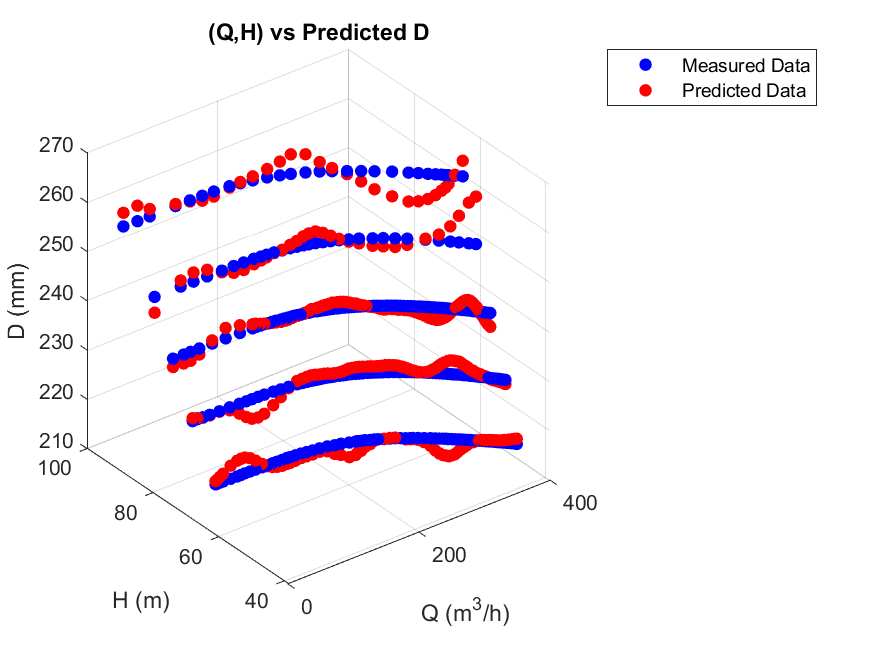 (Q,H) vs Predicted D
Measured Data
Predicted Data
270
260
250
240
230
220
210
D (mm)
100
80
60
40
H (m)
0
200
400
Q (m³/h)